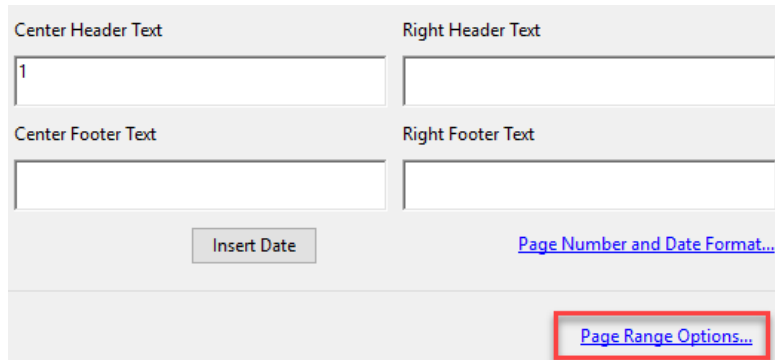 Center Header Text Right Header Text
1
Center Footer Text Right Footer Text
Insert Date Page Number and Date Format...
Page Range Options...